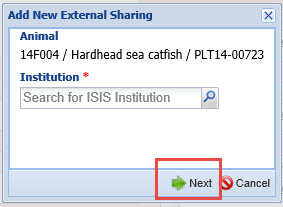 Add New External Sharing
Animal
14F004 / Hardhead sea catfish / PLT14-00723
Institution *
Search for ISIS Institution
Next Cancel